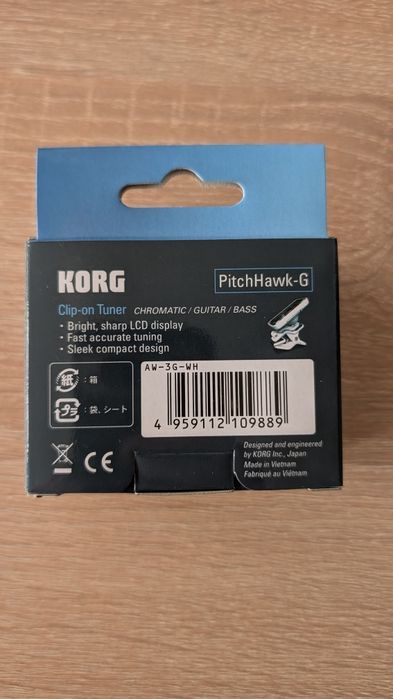 KORG
PitchHawk-G
Clip-on Tuner CHROMATIC / GUITAR / BASS
• Bright, sharp LCD display
• Fast accurate tuning
• Sleek compact design
AW-3G-WH
紙 : 箱
プラ : 袋、シート
4 959112 109889
CE
Designed and engineered
by KORG Inc., Japan
Made in Vietnam
Fabriqué au Viêtnam